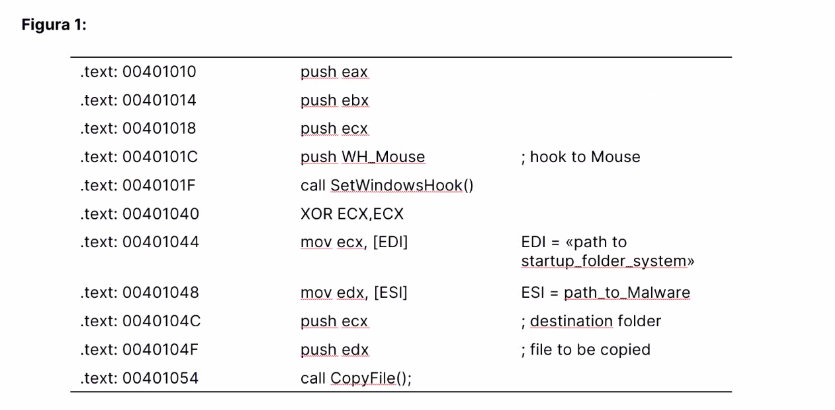 Figura 1:
.text: 00401010 push eax
.text: 00401014 push ebx
.text: 00401018 push ecx
.text: 0040101C push WH_Mouse ; hook to Mouse
.text: 0040101F call SetWindowsHook()
.text: 00401040 XOR ECX,ECX
.text: 00401044 mov ecx, [EDI] EDI = «path to
startup_folder_system»
.text: 00401048 mov edx, [ESI] ESI = path_to_Malware
.text: 0040104C push ecx ; destination folder
.text: 0040104F push edx ; file to be copied
.text: 00401054 call CopyFile();